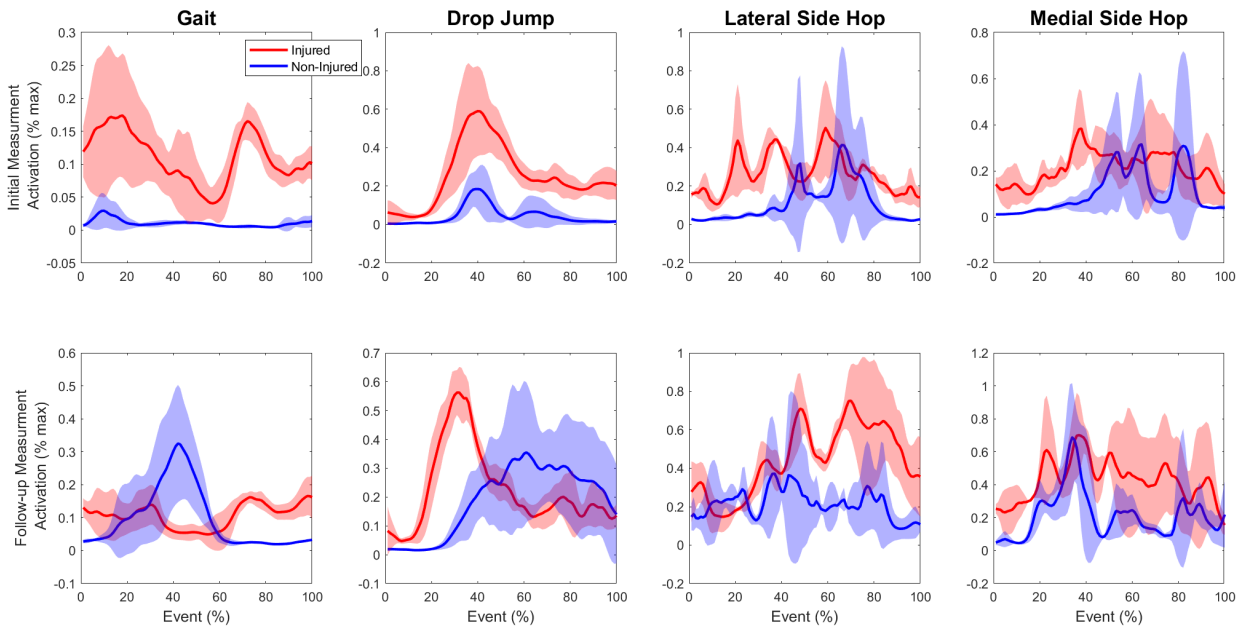 Gait
Drop Jump
Lateral Side Hop
Medial Side Hop
Injured
Non-Injured
Initial Measurment
Activation (% max)
0.3
0.25
0.2
0.15
0.1
0.05
0
-0.05
0 20 40 60 80 100
1
0.8
0.6
0.4
0.2
0
-0.2
0 20 40 60 80 100
1
0.8
0.6
0.4
0.2
0
-0.2
0 20 40 60 80 100
0.8
0.6
0.4
0.2
0
-0.2
0 20 40 60 80 100
Follow-up Measurment
Activation (% max)
0.6
0.5
0.4
0.3
0.2
0.1
0
-0.1
0 20 40 60 80 100
Event (%)
0.7
0.6
0.5
0.4
0.3
0.2
0.1
0
-0.1
0 20 40 60 80 100
Event (%)
1
0.8
0.6
0.4
0.2
0
-0.2
0 20 40 60 80 100
Event (%)
1.2
1
0.8
0.6
0.4
0.2
0
-0.2
0 20 40 60 80 100
Event (%)